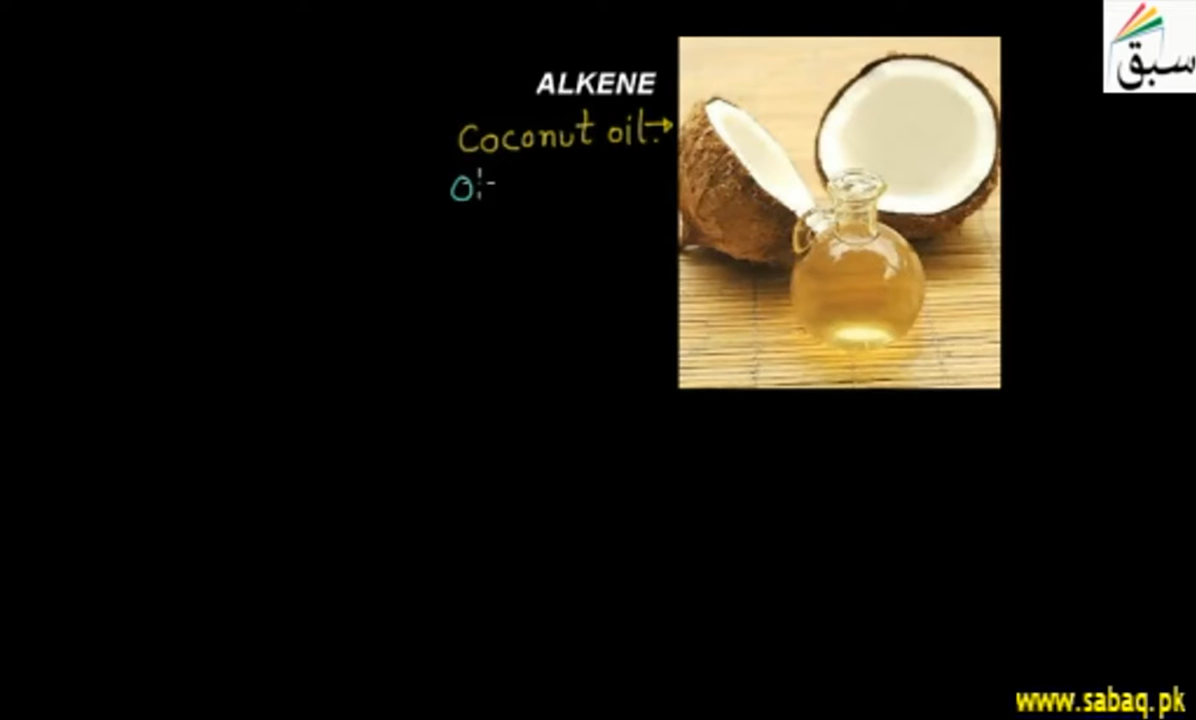 سبق
ALKENE
Coconut oil.→
O
www.sabaq.pk